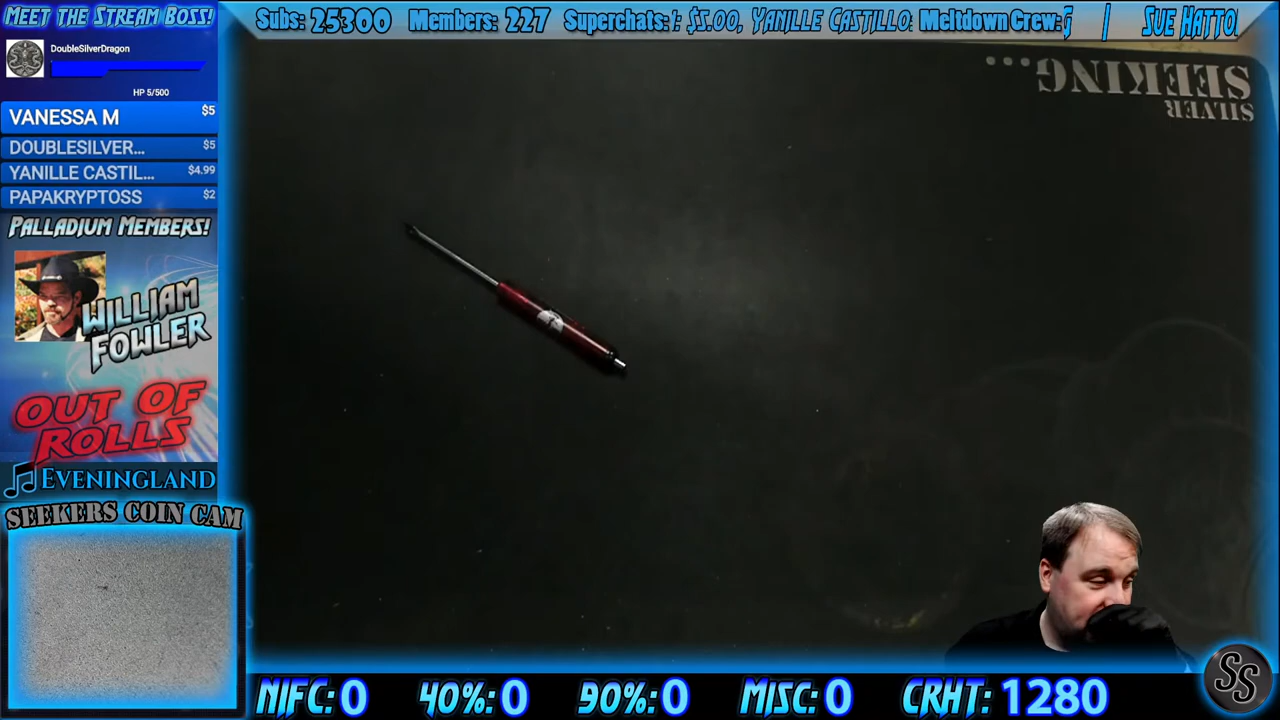 MEET THE STREAM BOSS!
Subs: 25300 Members: 227 Superchats: : $5.00, YANILLE CASTILLO: Meltdown Crew: G | SUE HATTO
DoubleSilverDragon
HP 5/500
VANESSA M $5
DOUBLESILVER... $5
YANILLE CASTIL... $4.99
PAPAKRYPTOSS $2
PALLADIUM MEMBERS!
WILLIAM
FOWLER
OUT OF
ROLLS
EVENINGLAND
SEEKERS COIN CAM
SILVER
SEEKING...
NIFC: 0 40%: 0 90%: 0 MISC: 0 CRHT: 1280
SS